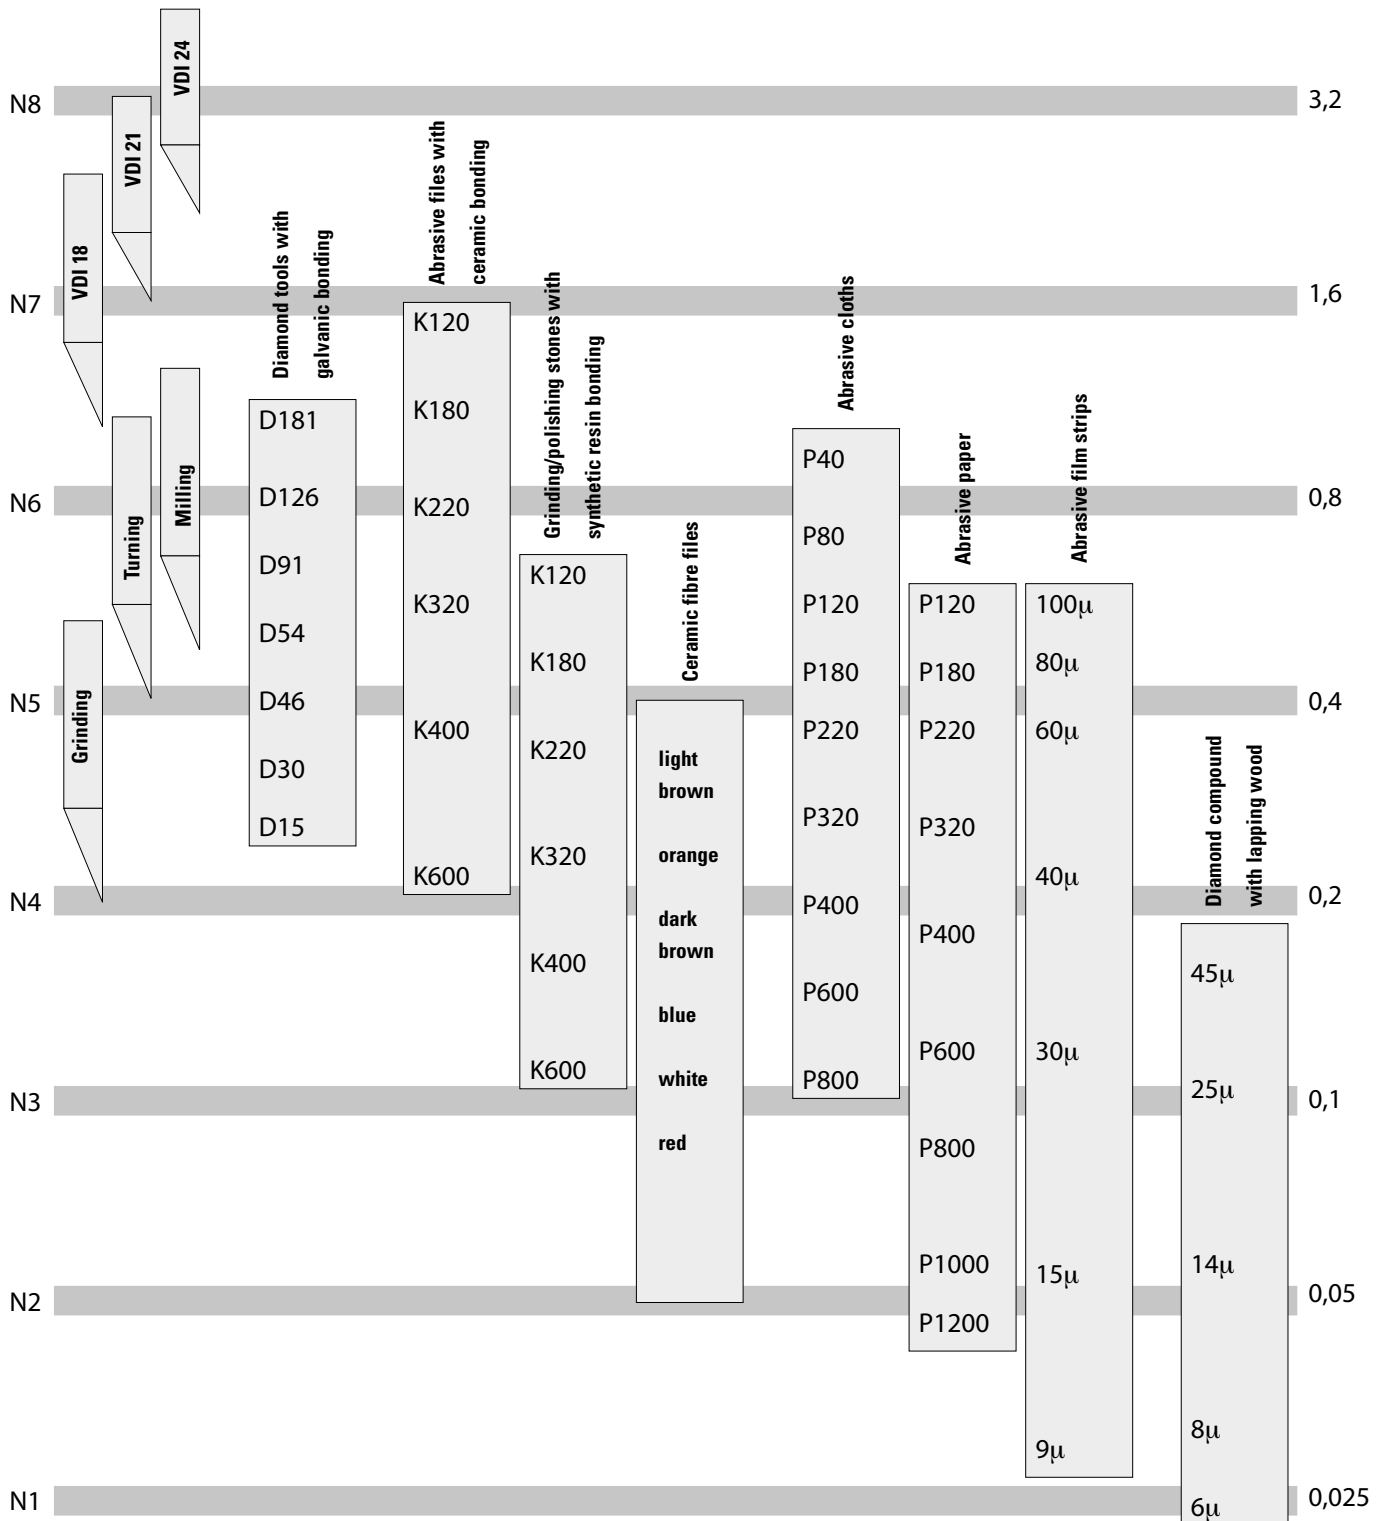 N8
3,2
N7
1,6
N6
0,8
N5
0,4
N4
0,2
N3
0,1
N2
0,05
N1
0,025
VDI 18
VDI 21
VDI 24
Grinding
Turning
Milling
Diamond tools with
galvanic bonding
D181
D126
D91
D54
D46
D30
D15
Abrasive files with
ceramic bonding
K120
K180
K220
K320
K400
K600
Grinding/polishing stones with
synthetic resin bonding
K120
K180
K220
K320
K400
K600
Ceramic fibre files
light
brown
orange
dark
brown
blue
white
red
Abrasive cloths
P40
P80
P120
P180
P220
P320
P400
P600
P800
Abrasive paper
P120
P180
P220
P320
P400
P600
P800
P1000
P1200
Abrasive film strips
100µ
80µ
60µ
40µ
30µ
15µ
9µ
Diamond compound
with lapping wood
45µ
25µ
14µ
8µ
6µ